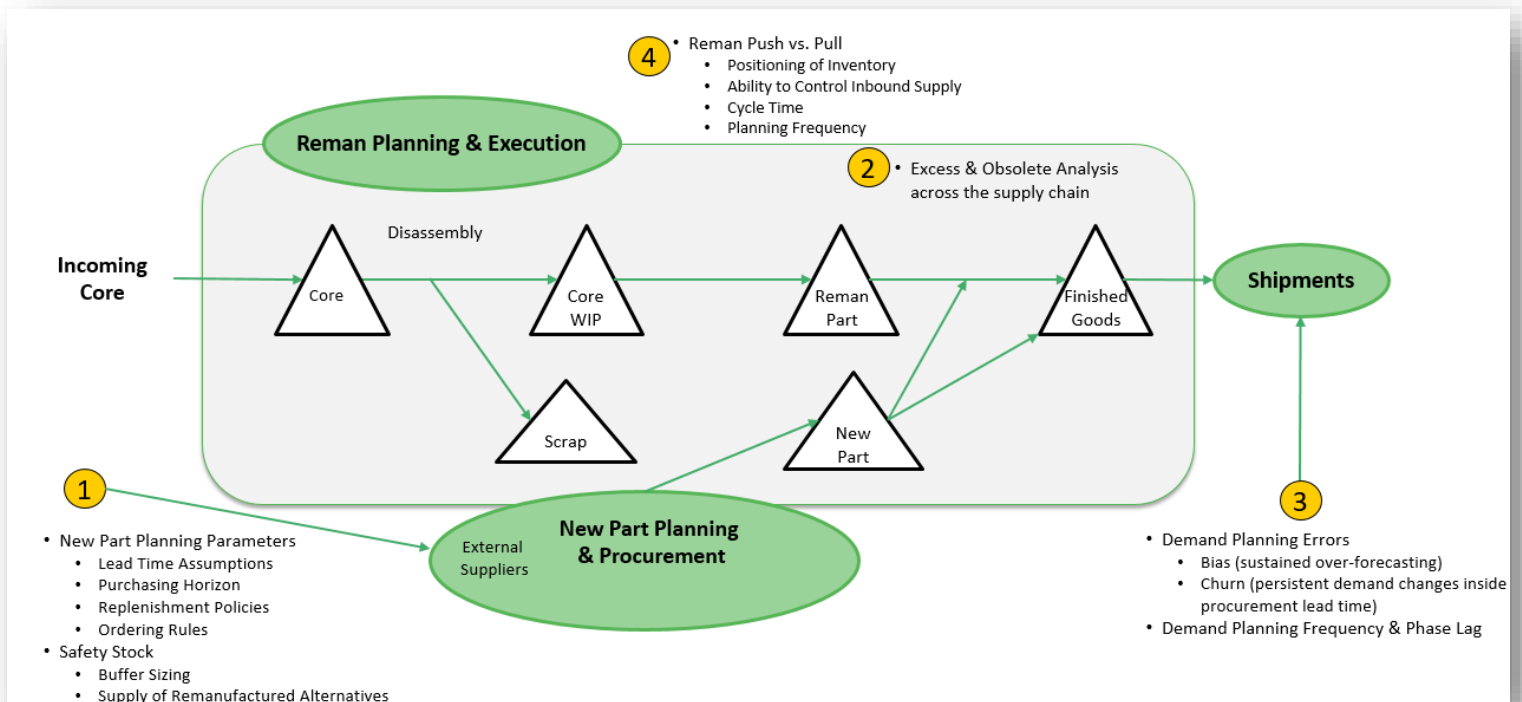 4
• Reman Push vs. Pull
• Positioning of Inventory
• Ability to Control Inbound Supply
• Cycle Time
• Planning Frequency
Reman Planning & Execution
2
• Excess & Obsolete Analysis
across the supply chain
Disassembly
Incoming
Core
Core
Core
WIP
Reman
Part
Finished
Goods
Shipments
Scrap
New
Part
1
• New Part Planning Parameters
• Lead Time Assumptions
• Purchasing Horizon
• Replenishment Policies
• Ordering Rules
• Safety Stock
• Buffer Sizing
• Supply of Remanufactured Alternatives
External
Suppliers
New Part Planning
& Procurement
3
• Demand Planning Errors
• Bias (sustained over-forecasting)
• Churn (persistent demand changes inside
procurement lead time)
• Demand Planning Frequency & Phase Lag